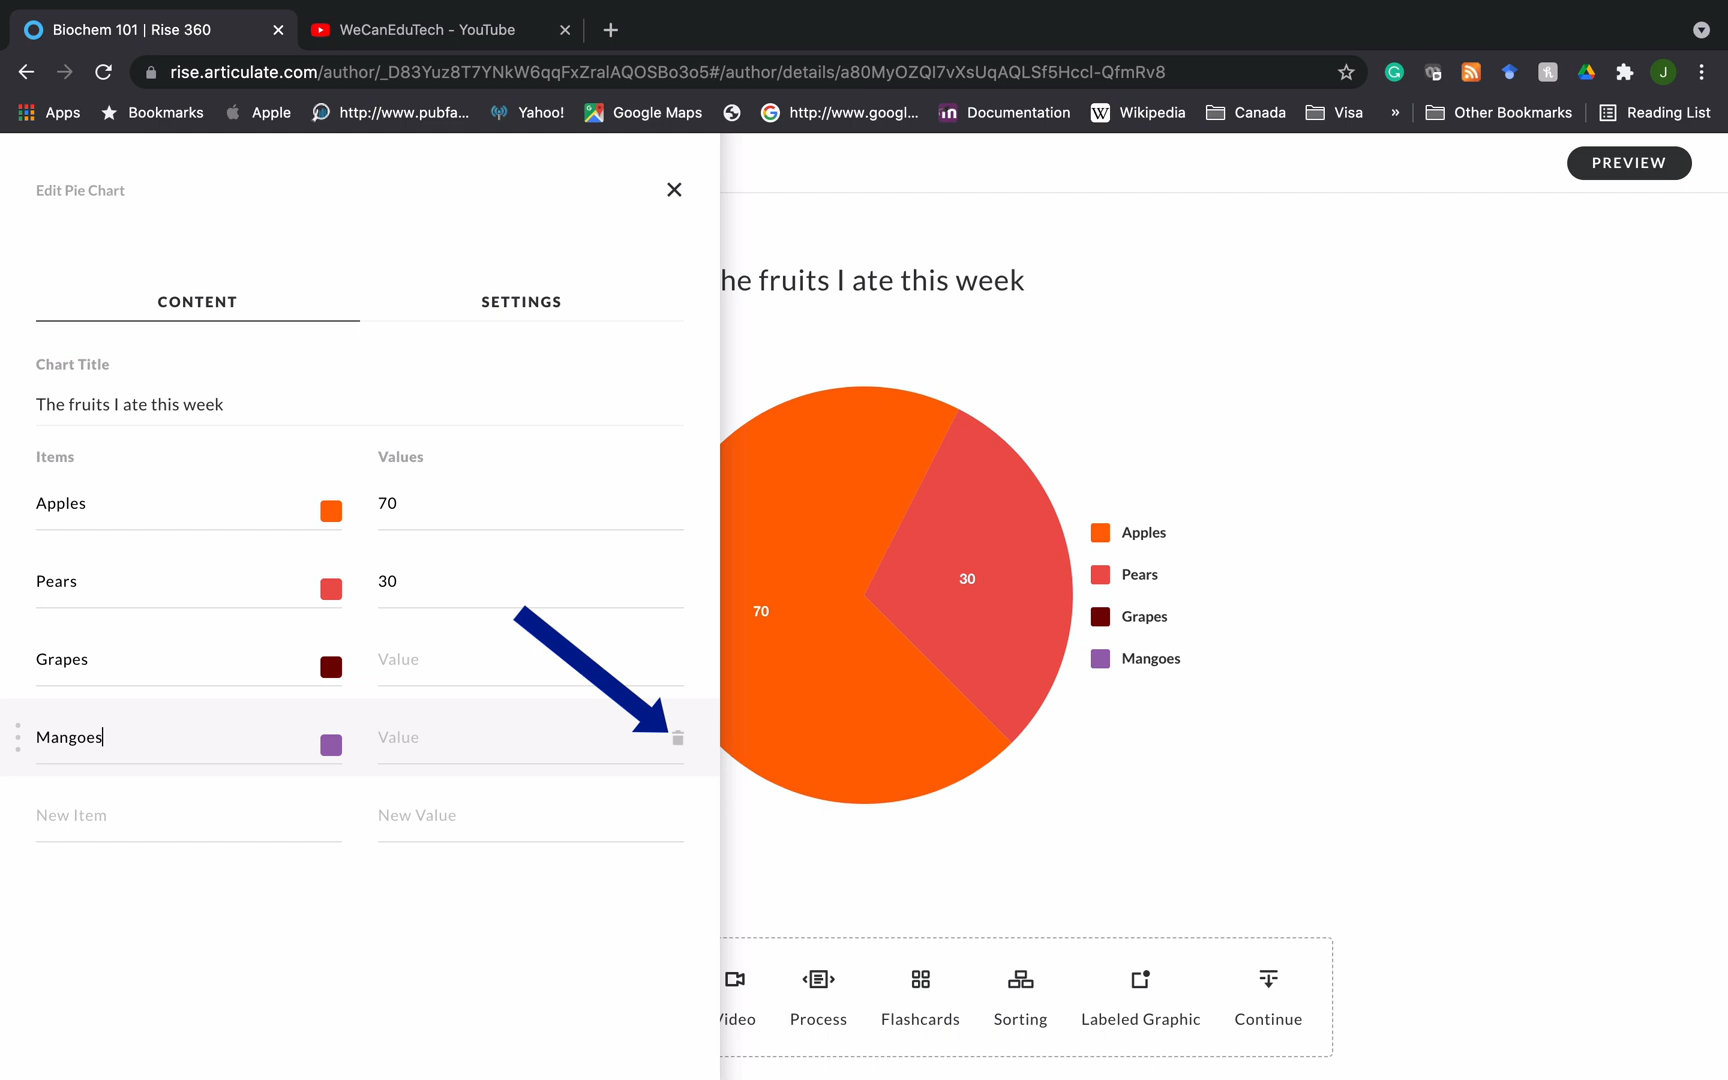 Biochem 101 | Rise 360
WeCanEduTech - YouTube
rise.articulate.com/author/_D83Yuz8T7YNkW6qqFxZralAQOSBo3o5#/author/details/a80MyOZQl7vXsUqAQLSf5Hccl-QfmRv8
J
Apps
Bookmarks
Apple
http://www.pubfa...
Yahoo!
Google Maps
http://www.googl...
Documentation
Wikipedia
Canada
Visa
»
Other Bookmarks
Reading List
PREVIEW
Edit Pie Chart
CONTENT
SETTINGS
Chart Title
The fruits I ate this week
Items
Values
Apples
70
Pears
30
Grapes
Value
Mangoes
Value
New Item
New Value
he fruits I ate this week
70
30
Apples
Pears
Grapes
Mangoes
Video
Process
Flashcards
Sorting
Labeled Graphic
Continue